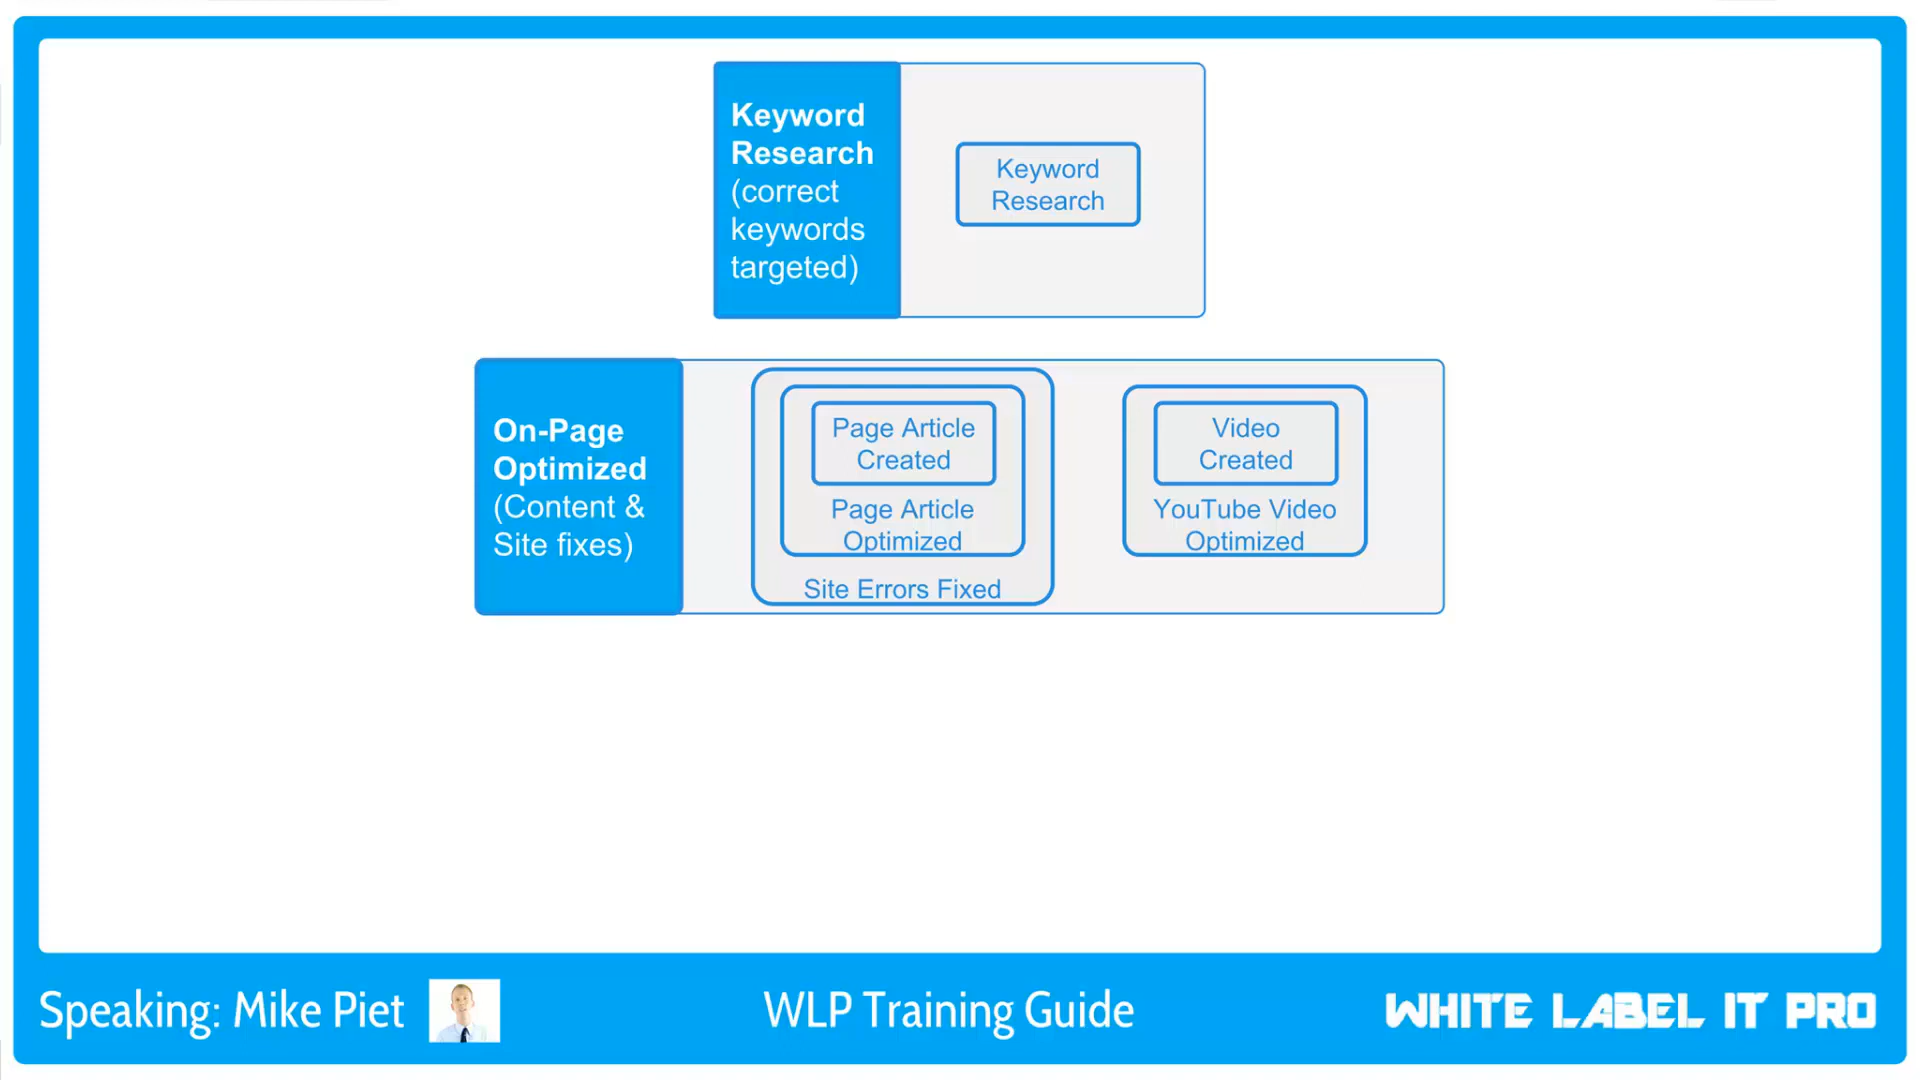 Keyword
Research
(correct
keywords
targeted)
Keyword
Research
On-Page
Optimized
(Content &
Site fixes)
Page Article
Created
Page Article
Optimized
Site Errors Fixed
Video
Created
YouTube Video
Optimized
Speaking: Mike Piet
WLP Training Guide
WHITE LABEL IT PRO